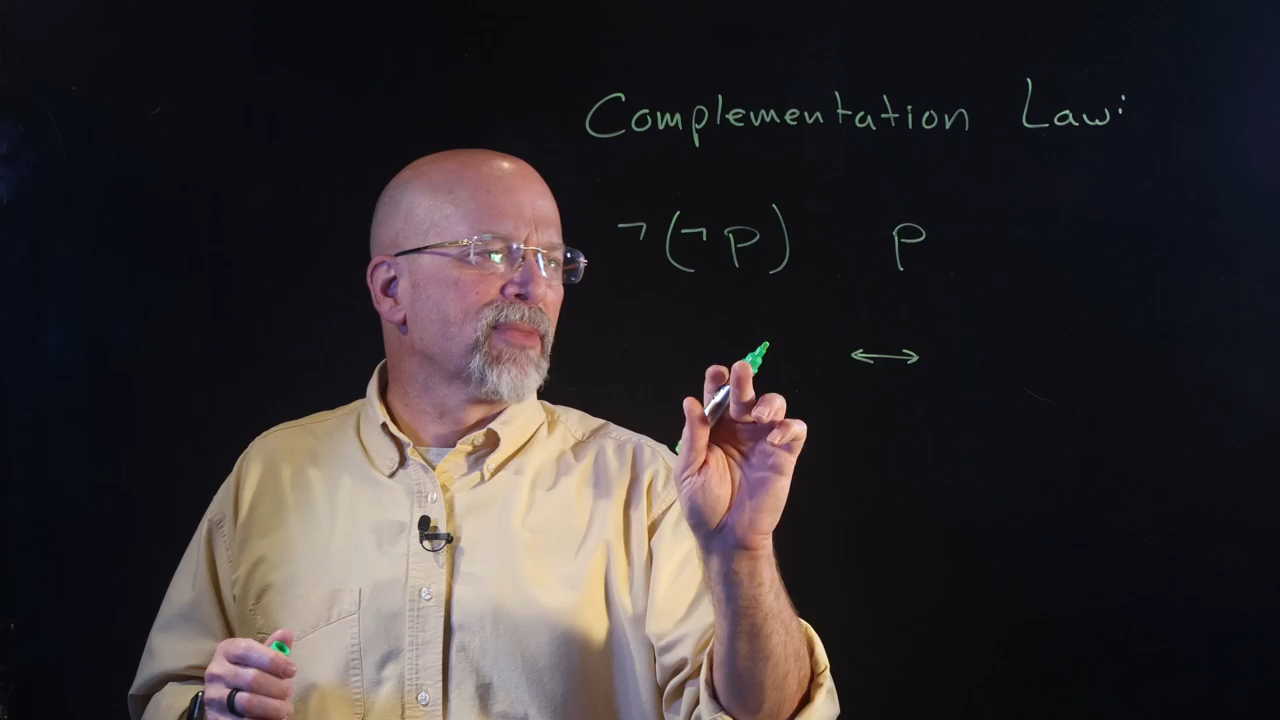 Complementation Law:
¬(¬p) p
↔